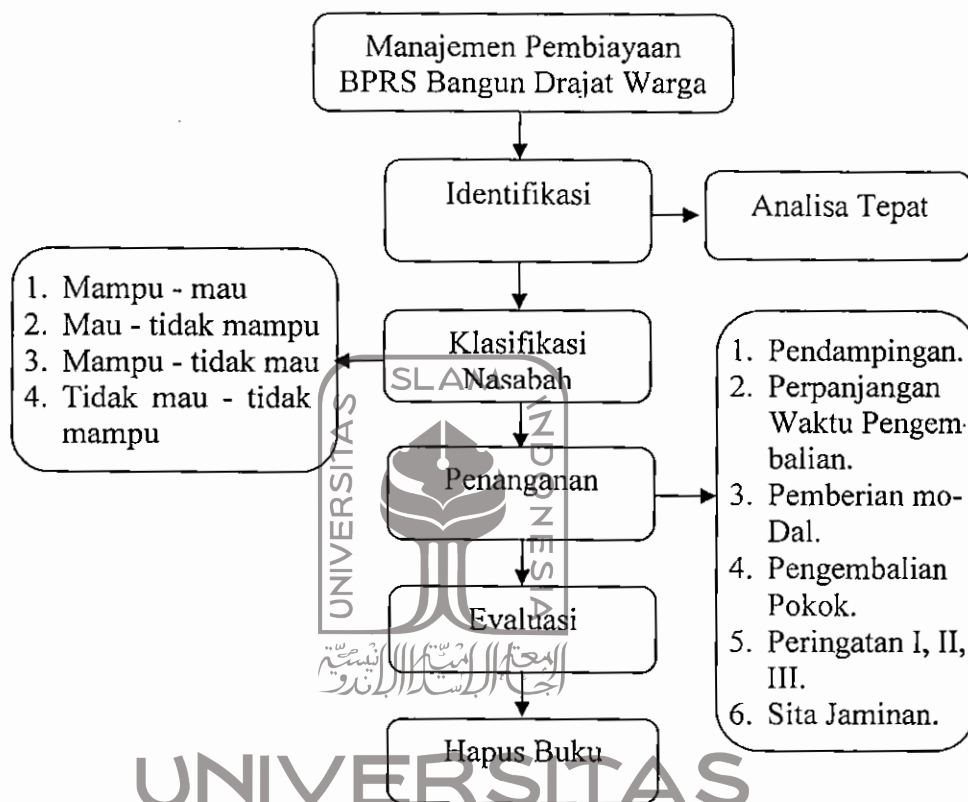 Manajemen Pembiayaan
BPRS Bangun Drajat Warga
Identifikasi
Analisa Tepat
1. Mampu - mau
2. Mau - tidak mampu
3. Mampu - tidak mau
4. Tidak mau - tidak
mampu
Klasifikasi
Nasabah
Penanganan
1. Pendampingan.
2. Perpanjangan
Waktu Pengem-
balian.
3. Pemberian mo-
Dal.
4. Pengembalian
Pokok.
5. Peringatan I, II,
III.
6. Sita Jaminan.
Evaluasi
Hapus Buku
UNIVERSITAS
ISLAM
INDONESIA
UNIVERSITAS